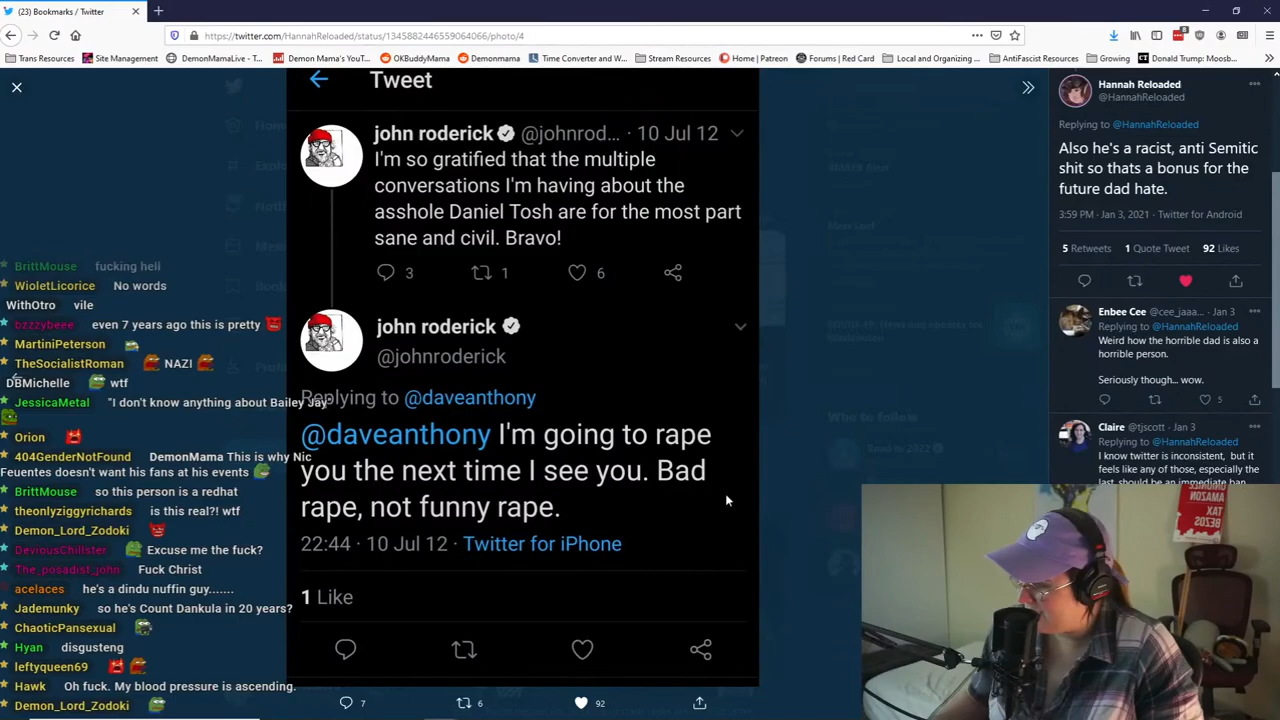 (23) Bookmarks / Twitter
https://twitter.com/HannahReloaded/status/1345882446559064066/photo/4
Trans Resources
Site Management
DemonMamaLive - T...
Demon Mama's YouT...
OKBuddyMama
Demonmama
Time Converter and W...
Stream Resources
Home | Patreon
Forums | Red Card
Local and Organizing ...
AntiFascist Resources
Growing
Donald Trump: Moosb...
Tweet
john roderick @johnrod... · 10 Jul 12
I'm so gratified that the multiple
conversations I'm having about the
asshole Daniel Tosh are for the most part
sane and civil. Bravo!
3 1 6
john roderick
@johnroderick
Replying to @daveanthony
@daveanthony I'm going to rape
you the next time I see you. Bad
rape, not funny rape.
22:44 · 10 Jul 12 · Twitter for iPhone
1 Like
7 6 92
BrittMouse fucking hell
WioletLicorice No words
WithOtro vile
bzzzybeee even 7 years ago this is pretty
MartiniPeterson
TheSocialistRoman NAZI
DBMichelle wtf
JessicaMetal "I don't know anything about Bailey Jay"
Orion
404GenderNotFound DemonMama This is why Nic
Feuentes doesn't want his fans at his events
BrittMouse so this person is a redhat
theonlyziggyrichards is this real?! wtf
Demon_Lord_Zodoki
DeviousChillster Excuse me the fuck?
The_posadist_john Fuck Christ
acelaces he's a dindu nuffin guy.......
Jademunky so he's Count Dankula in 20 years?
ChaoticPansexual
Hyan disgusteng
leftyqueen69
Hawk Oh fuck. My blood pressure is ascending.
Demon_Lord_Zodoki
Hannah Reloaded
@HannahReloaded
Replying to @HannahReloaded
Also he's a racist, anti Semitic
shit so thats a bonus for the
future dad hate.
3:59 PM · Jan 3, 2021 · Twitter for Android
5 Retweets 1 Quote Tweet 92 Likes
Enbee Cee @cee_jaaa... · Jan 3
Replying to @HannahReloaded
Weird how the horrible dad is also a
horrible person.
Seriously though... wow.
5
Claire @tjscott · Jan 3
Replying to @HannahReloaded
I know twitter is inconsistent, but it
feels like any of those, especially the
last, should be an immediate ban
AMAZON
BEZOS